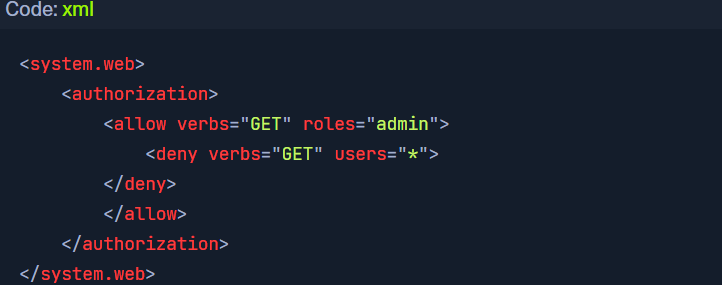 Code: xml
<system.web>
    <authorization>
        <allow verbs="GET" roles="admin">
            <deny verbs="GET" users="*">
        </deny>
        </allow>
    </authorization>
</system.web>